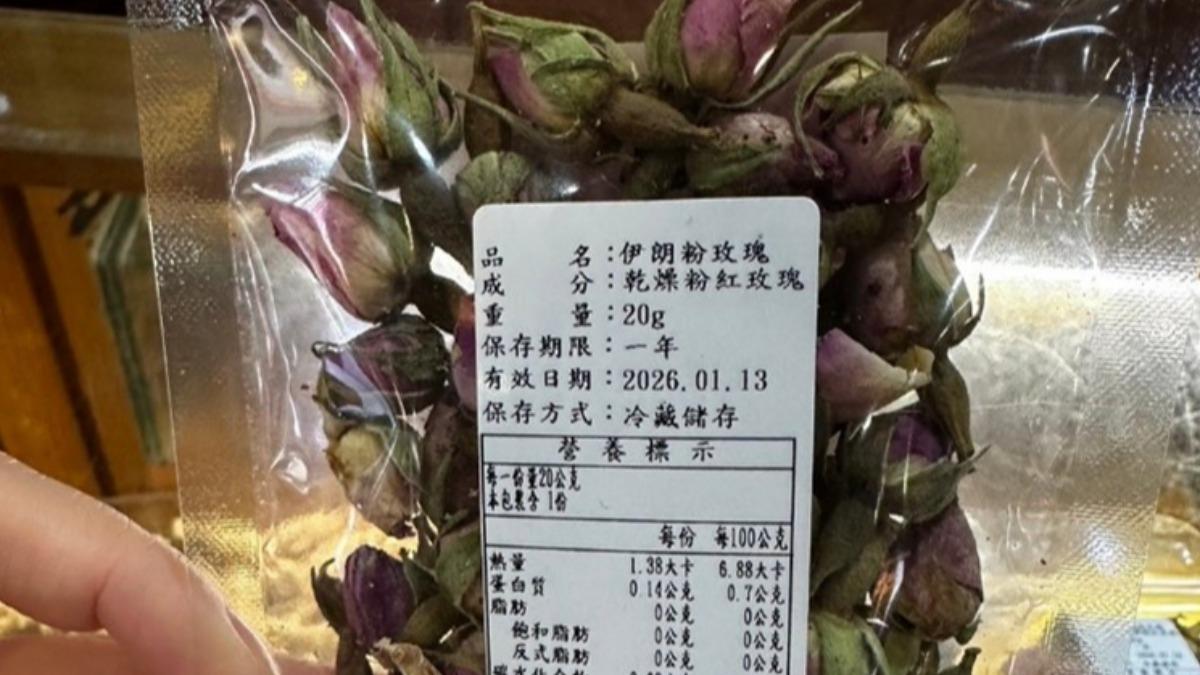 品名：伊朗粉玫瑰
成分：乾燥粉紅玫瑰
重量：20g
保存期限：一年
有效日期：2026.01.13
保存方式：冷藏儲存
營養標示
每一份量20公克
本包裝含 1份
每份 每100公克
熱量 1.38大卡 6.88大卡
蛋白質 0.14公克 0.7公克
脂肪 0公克 0公克
飽和脂肪 0公克 0公克
反式脂肪 0公克 0公克